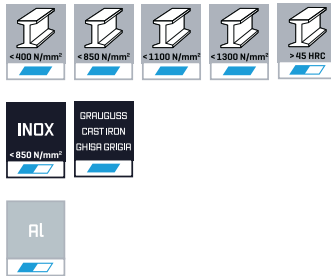 <400 N/mm² <850 N/mm² <1100 N/mm² <1300 N/mm² >45 HRC
INOX
<850 N/mm²
GRAUGUSS
CAST IRON
GHISA GRIGIA
Al